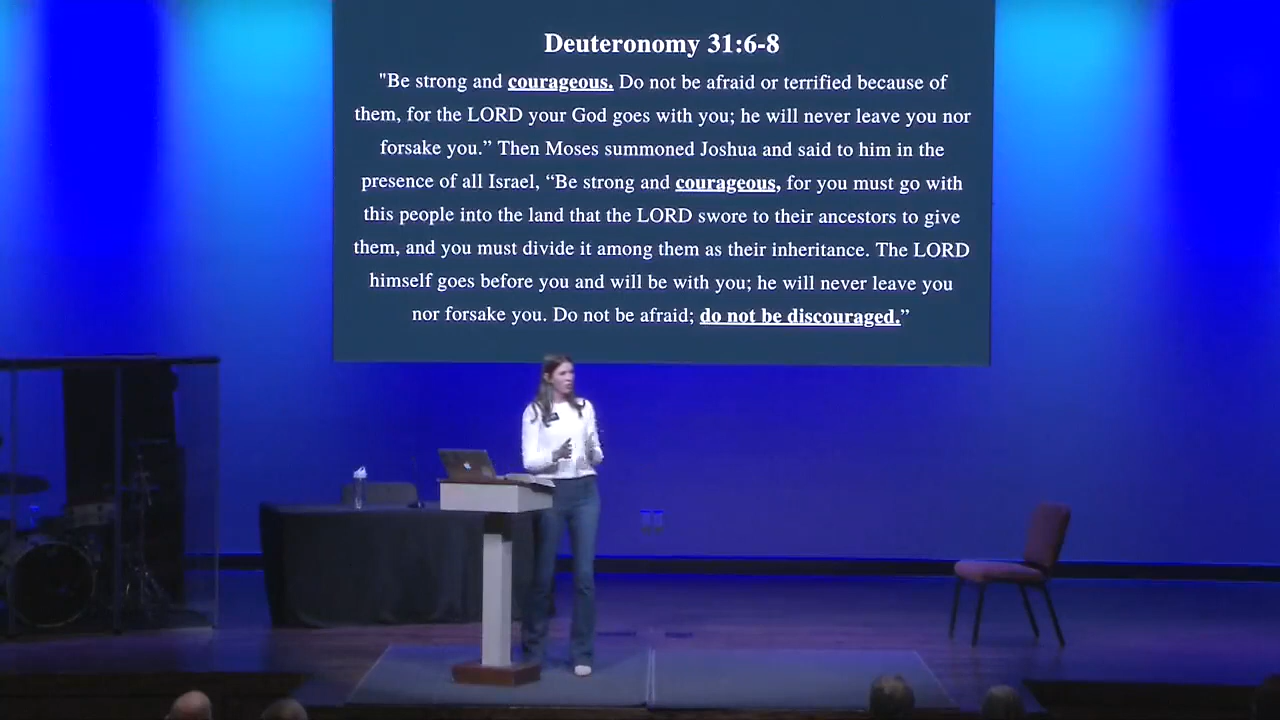 Deuteronomy 31:6-8
"Be strong and courageous. Do not be afraid or terrified because of
them, for the LORD your God goes with you; he will never leave you nor
forsake you.” Then Moses summoned Joshua and said to him in the
presence of all Israel, “Be strong and courageous, for you must go with
this people into the land that the LORD swore to their ancestors to give
them, and you must divide it among them as their inheritance. The LORD
himself goes before you and will be with you; he will never leave you
nor forsake you. Do not be afraid; do not be discouraged.”